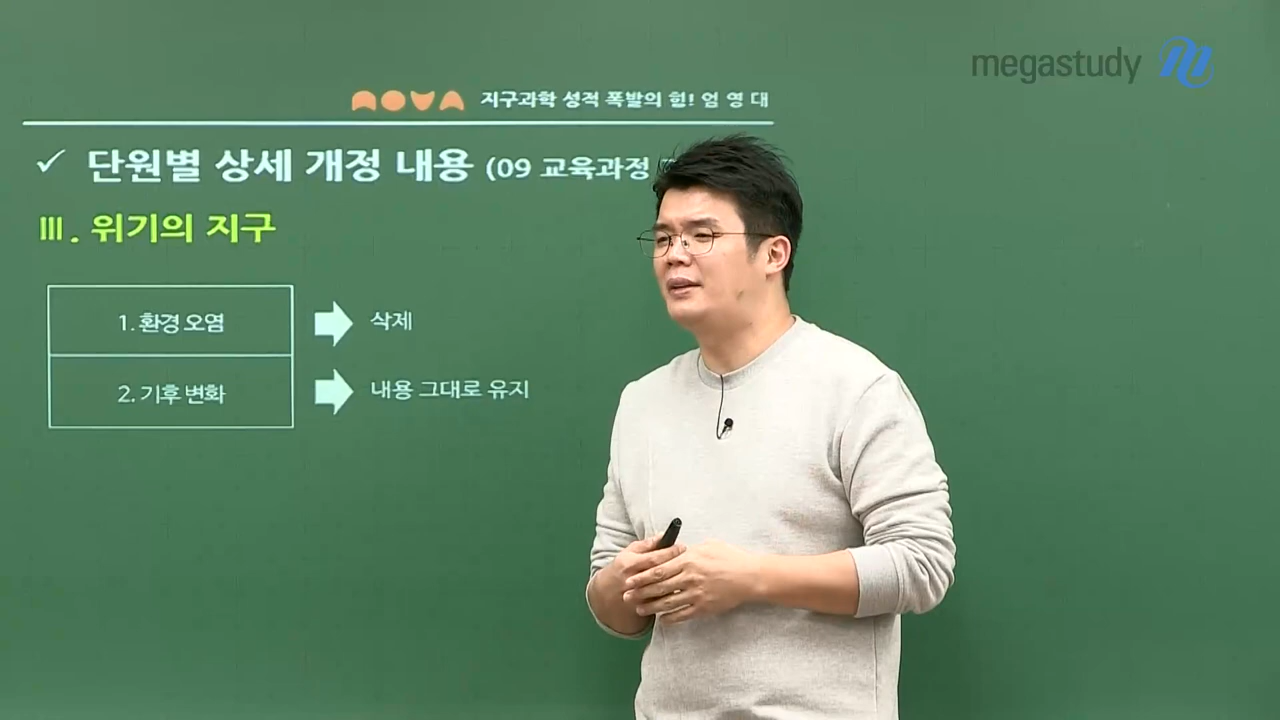 megastudy
NOVA 지구과학 성적 폭발의 힘! 엄영대
✓ 단원별 상세 개정 내용 (09 교육과정
Ⅲ. 위기의 지구
1. 환경 오염
삭제
2. 기후 변화
내용 그대로 유지